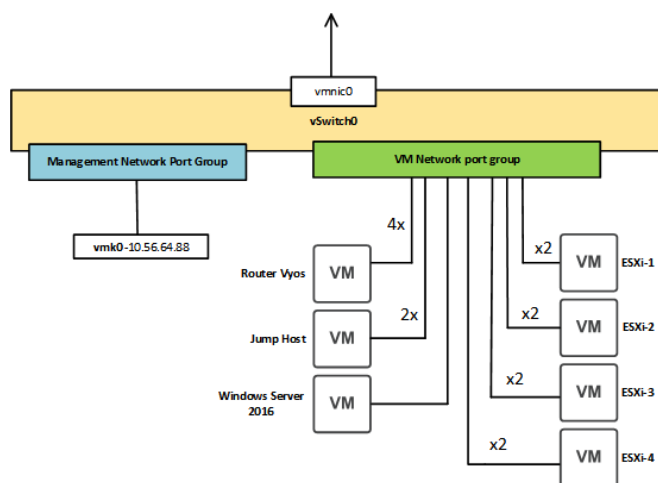 vmnic0
vSwitch0
Management Network Port Group
VM Network port group
vmk0-10.56.64.88
4x
Router Vyos
VM
x2
VM
ESXi-1
2x
Jump Host
VM
x2
VM
ESXi-2
Windows Server
2016
VM
x2
VM
ESXi-3
x2
VM
ESXi-4